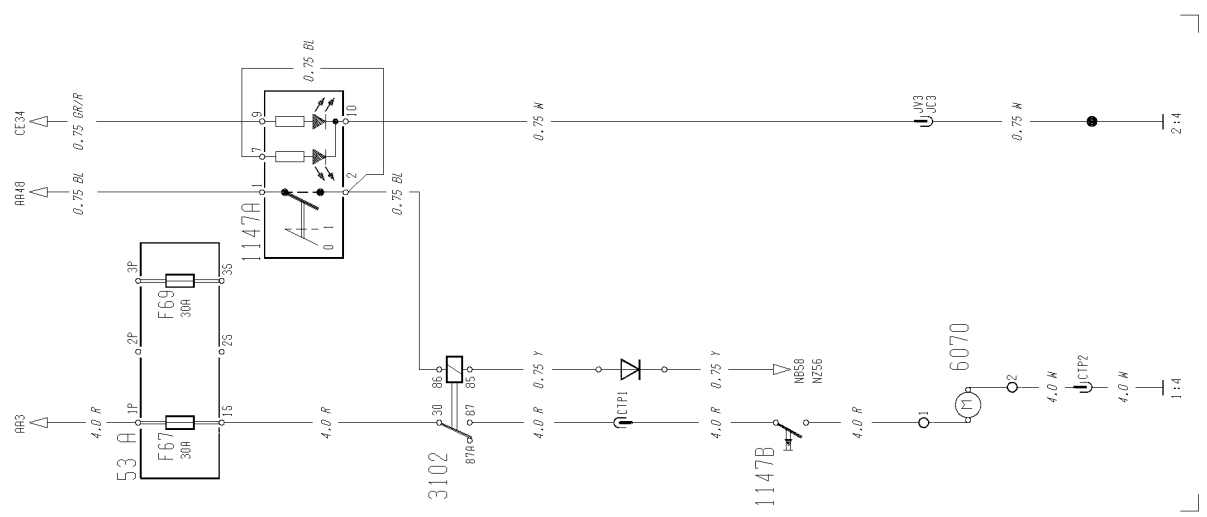 0.75 BL
CE34
0.75 GR/R
9
10
0.75 W
JV3
JC3
0.75 W
2:4
7
AA48
0.75 BL
1
2
0.75 BL
1147A
0
1
3P
3S
F69
30A
2P
2S
86
85
0.75 Y
0.75 Y
NB58
NZ56
6070
M
2
4.0 W
CTP2
4.0 W
1:4
AA3
4.0 R
1P
1S
F67
30A
53 A
4.0 R
30
87
87A
3102
4.0 R
CTP1
4.0 R
1147B
4.0 R
1